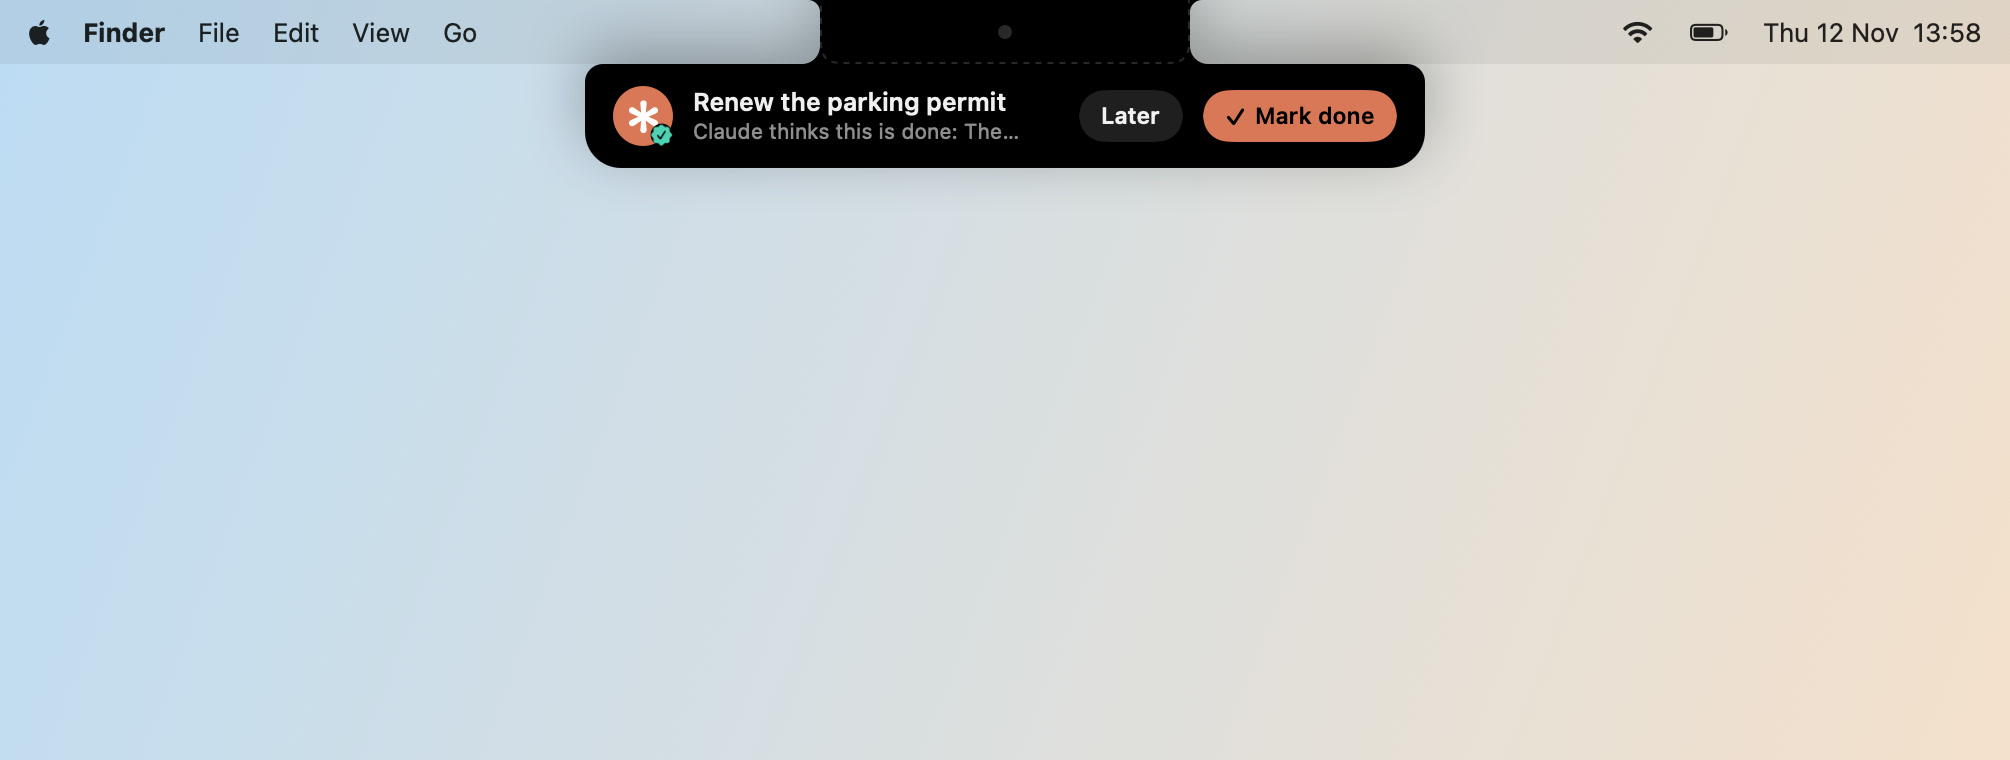 Finder File Edit View Go
Thu 12 Nov 13:58
Renew the parking permit
Claude thinks this is done: The...
Later
Mark done